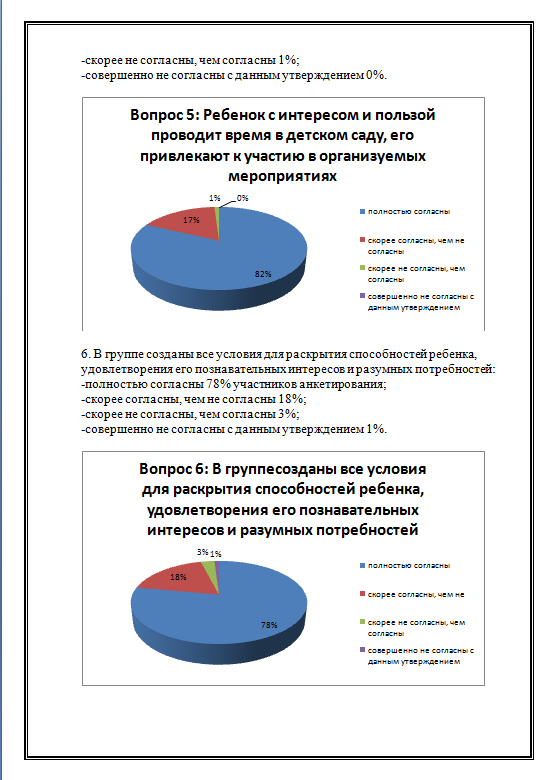 -скорее не согласны, чем согласны 1%;
-совершенно не согласны с данным утверждением 0%.
Вопрос 5: Ребенок с интересом и пользой
проводит время в детском саду, его
привлекают к участию в организуемых
мероприятиях
1%
0%
17%
82%
полностью согласны
скорее согласны, чем не
согласны
скорее не согласны, чем
согласны
совершенно не согласны с
данным утверждением
6. В группе созданы все условия для раскрытия способностей ребенка,
удовлетворения его познавательных интересов и разумных потребностей:
-полностью согласны 78% участников анкетирования;
-скорее согласны, чем не согласны 18%;
-скорее не согласны, чем согласны 3%;
-совершенно не согласны с данным утверждением 1%.
Вопрос 6: В группесозданы все условия
для раскрытия способностей ребенка,
удовлетворения его познавательных
интересов и разумных потребностей
3%
1%
18%
78%
полностью согласны
скорее согласны, чем не
скорее не согласны, чем
согласны
совершенно не согласны с
данным утверждением